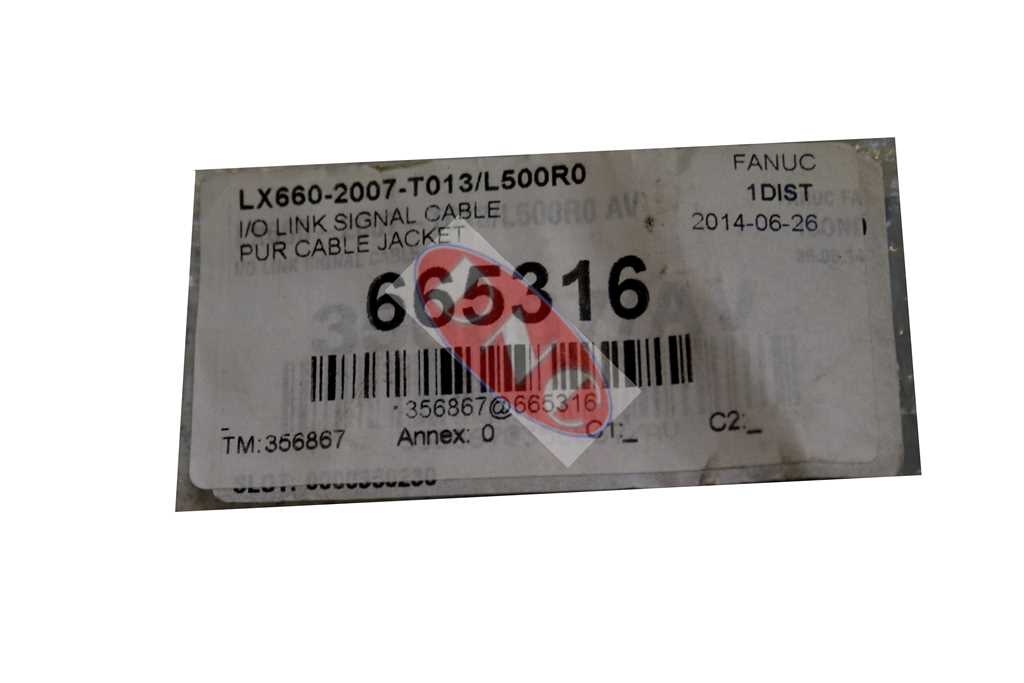 LX660-2007-T013/L500R0
FANUC
I/O LINK SIGNAL CABLE
1DIST
PUR CABLE JACKET
2014-06-26
665316
356867@665316
TM:356867 Annex: 0 C1:_ C2:_